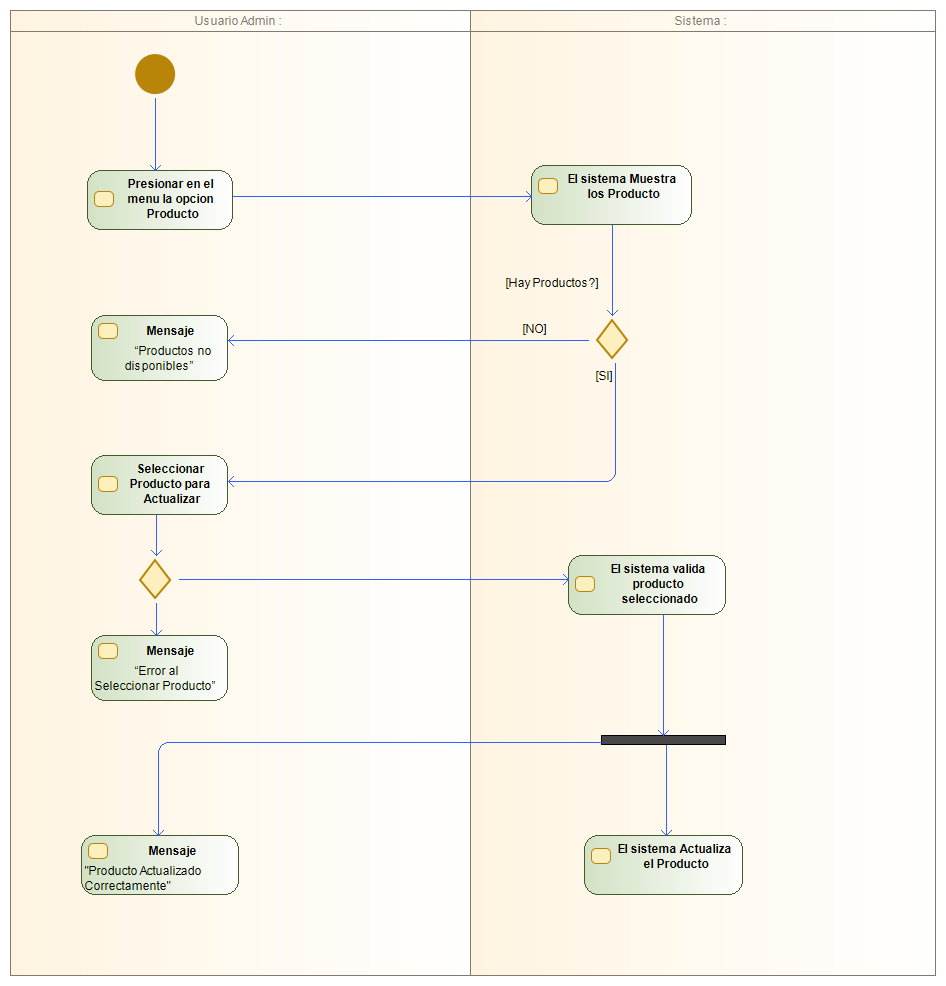 Usuario Admin :
Sistema :
Presionar en el
menu la opcion
Producto
El sistema Muestra
los Producto
[Hay Productos?]
[NO]
Mensaje
“Productos no
disponibles”
[SI]
Seleccionar
Producto para
Actualizar
El sistema valida
producto
seleccionado
Mensaje
“Error al
Seleccionar Producto”
Mensaje
"Producto Actualizado
Correctamente"
El sistema Actualiza
el Producto